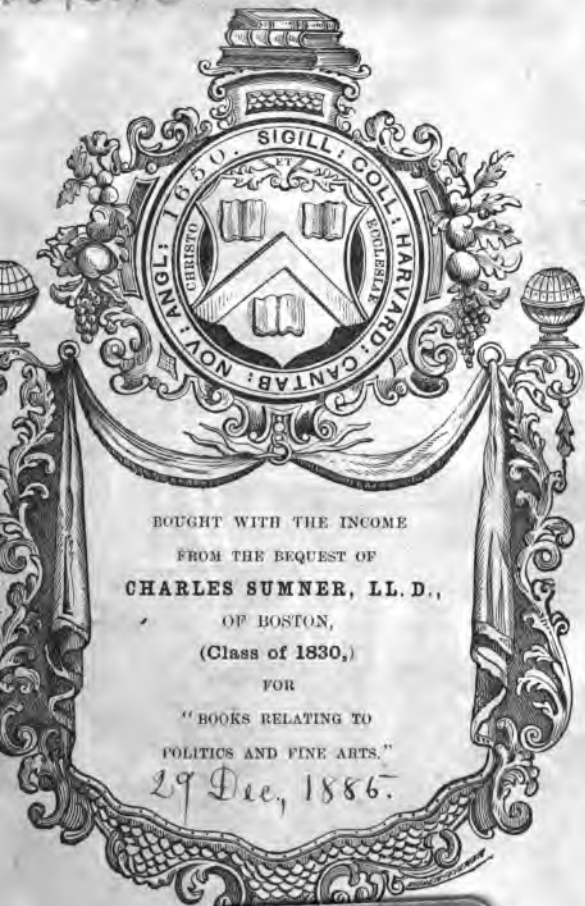 SIGILL: COLL: HARVARD: CANTAB: NOV: ANGL: 1650.
CHRISTO
ET
ECCLESIAE
BOUGHT WITH THE INCOME
FROM THE BEQUEST OF
CHARLES SUMNER, LL. D.,
OF BOSTON,
(Class of 1830,)
FOR
"BOOKS RELATING TO
POLITICS AND FINE ARTS."
29 Dec., 1885.